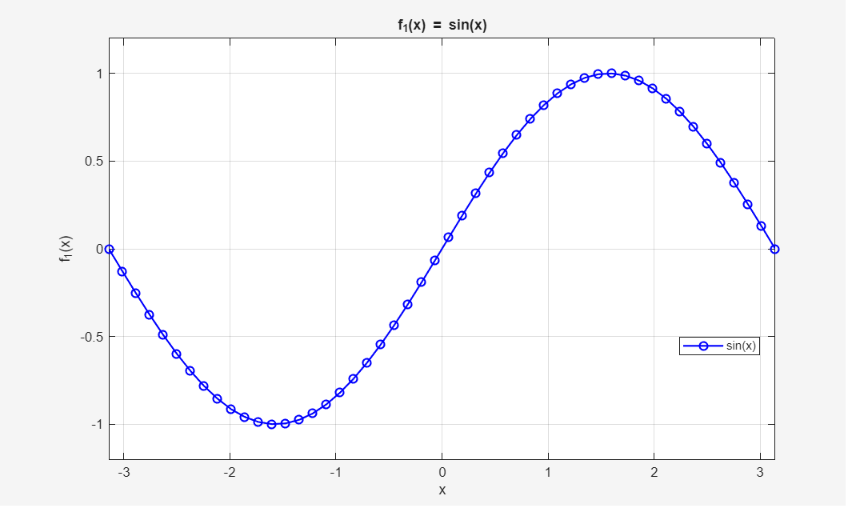 f₁(x) = sin(x)
1
0.5
0
-0.5
-1
f₁(x)
sin(x)
-3 -2 -1 0 1 2 3
x